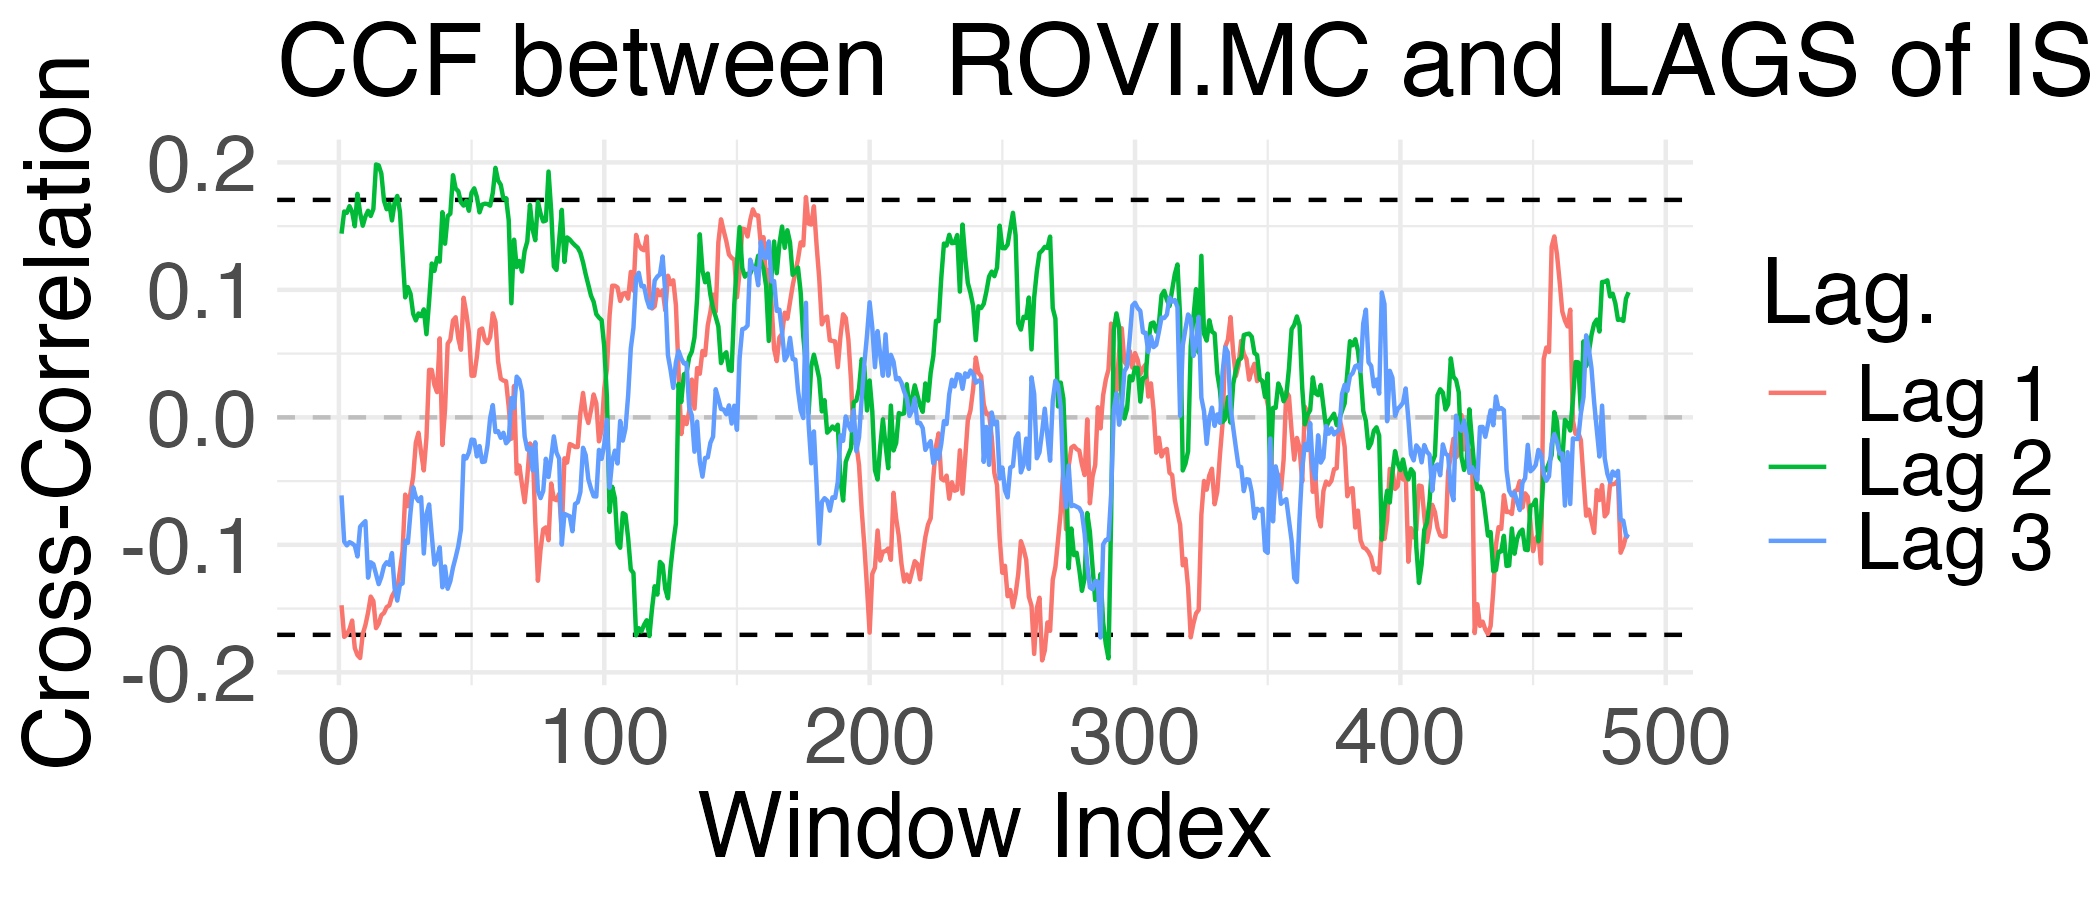 CCF between  ROVI.MC and LAGS of IS
Cross-Correlation
0.2
0.1
0.0
-0.1
-0.2
0 100 200 300 400 500
Window Index
Lag.
Lag 1
Lag 2
Lag 3